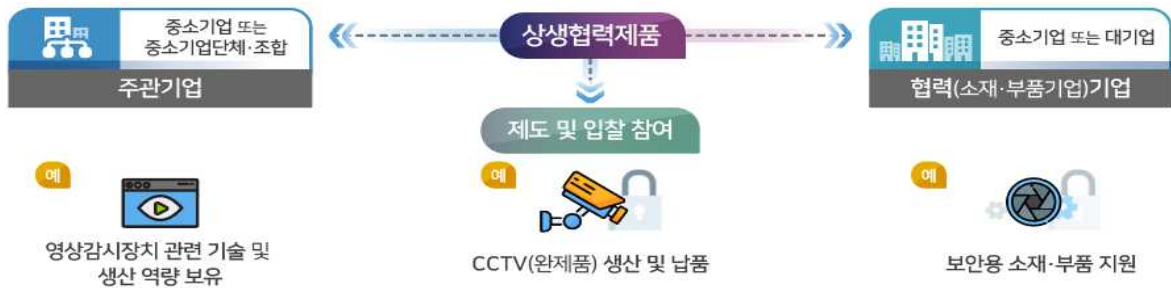 중소기업 또는
중소기업단체·조합
주관기업
상생협력제품
제도 및 입찰 참여
중소기업 또는 대기업
협력(소재·부품기업)기업
예
영상감시장치 관련 기술 및
생산 역량 보유
예
CCTV(완제품) 생산 및 납품
예
보안용 소재·부품 지원